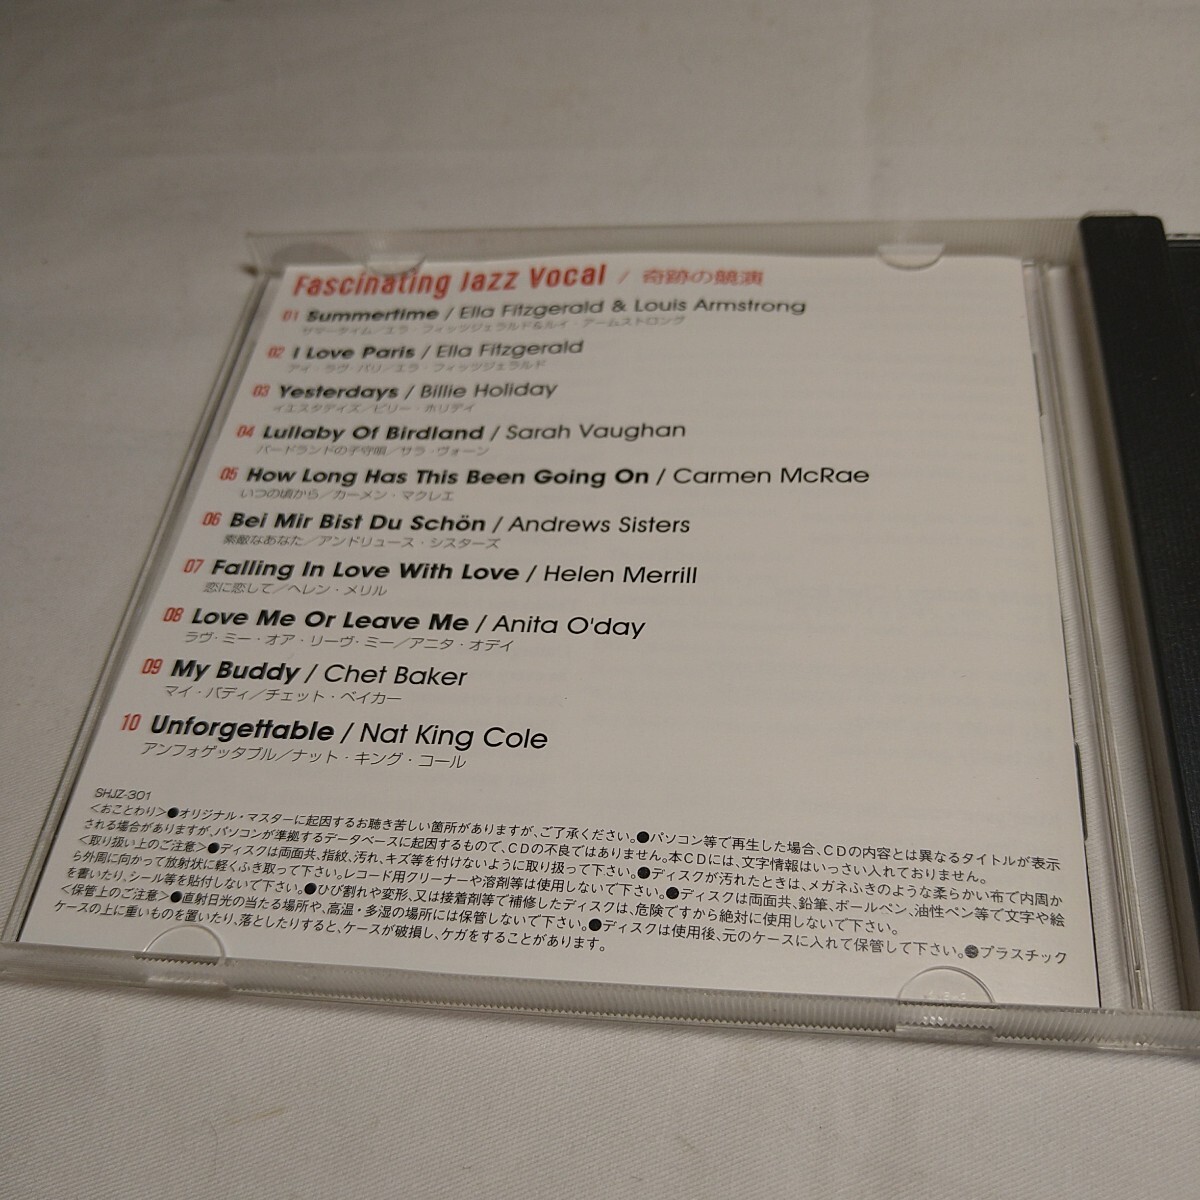 Fascinating Jazz Vocal / 奇跡の競演
01 Summertime / Ella Fitzgerald & Louis Armstrong
サマータイム／エラ・フィッツジェラルド&ルイ・アームストロング
02 I Love Paris / Ella Fitzgerald
アイ・ラヴ・パリ／エラ・フィッツジェラルド
03 Yesterdays / Billie Holiday
イエスタデイズ／ビリー・ホリデイ
04 Lullaby Of Birdland / Sarah Vaughan
バードランドの子守唄／サラ・ヴォーン
05 How Long Has This Been Going On / Carmen McRae
いつの頃から／カーメン・マクレエ
06 Bei Mir Bist Du Schön / Andrews Sisters
素敵なあなた／アンドリュース・シスターズ
07 Falling In Love With Love / Helen Merrill
恋に恋して／ヘレン・メリル
08 Love Me Or Leave Me / Anita O'day
ラヴ・ミー・オア・リーヴ・ミー／アニタ・オデイ
09 My Buddy / Chet Baker
マイ・バディ／チェット・ベイカー
10 Unforgettable / Nat King Cole
アンフォゲッタブル／ナット・キング・コール
SHJZ-301
＜おことわり＞●オリジナル・マスターに起因するお聴き苦しい箇所がありますが、ご了承ください。●パソコン等で再生した場合、CDの内容とは異なるタイトルが表示
される場合がありますが、パソコンが準拠するデータベースに起因するもので、CDの不良ではありません。本CDには、文字情報はいっさい入れておりません。
＜取り扱い上のご注意＞●ディスクは両面共、指紋、汚れ、キズ等を付けないように取り扱って下さい。●ディスクが汚れたときは、メガネふきのような柔らかい布で内周か
ら外周に向かって放射状に軽くふき取って下さい。レコード用クリーナーや溶剤等は使用しないで下さい。●ディスクは両面共、鉛筆、ボールペン、油性ペン等で文字や絵
を書いたり、シール等を貼付しないで下さい。●ひび割れや変形、又は接着剤等で補修したディスクは、危険ですから絶対に使用しないで下さい。
＜保管上のご注意＞●直射日光の当たる場所や、高温・多湿の場所には保管しないで下さい。●ディスクは使用後、元のケースに入れて保管して下さい。●プラスチック
ケースの上に重いものを置いたり、落としたりすると、ケースが破損し、ケガをすることがあります。